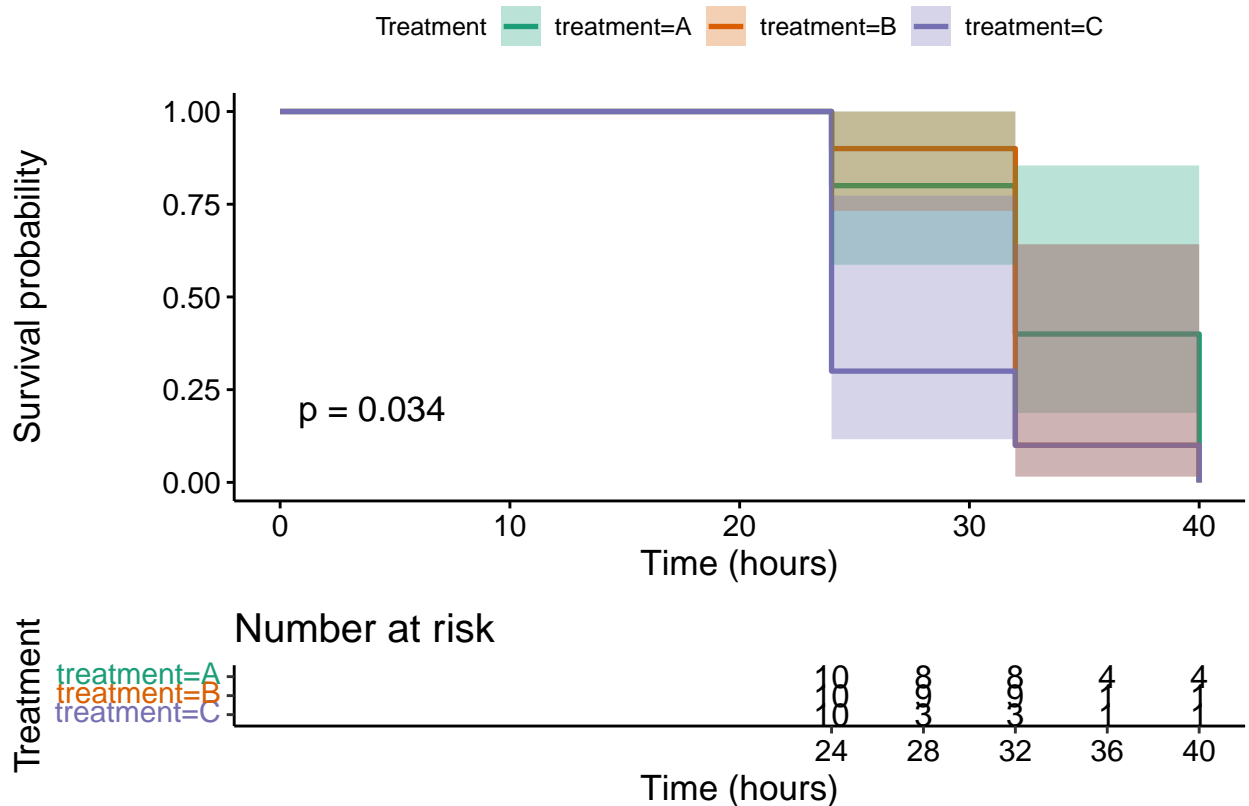 Treatment treatment=A treatment=B treatment=C
Survival probability
1.00
0.75
0.50
0.25
0.00
p = 0.034
0 10 20 30 40
Time (hours)
Number at risk
Treatment
treatment=A 10 8 8 4 4
treatment=B 10 9 9 1 1
treatment=C 10 3 3 1 1
24 28 32 36 40
Time (hours)